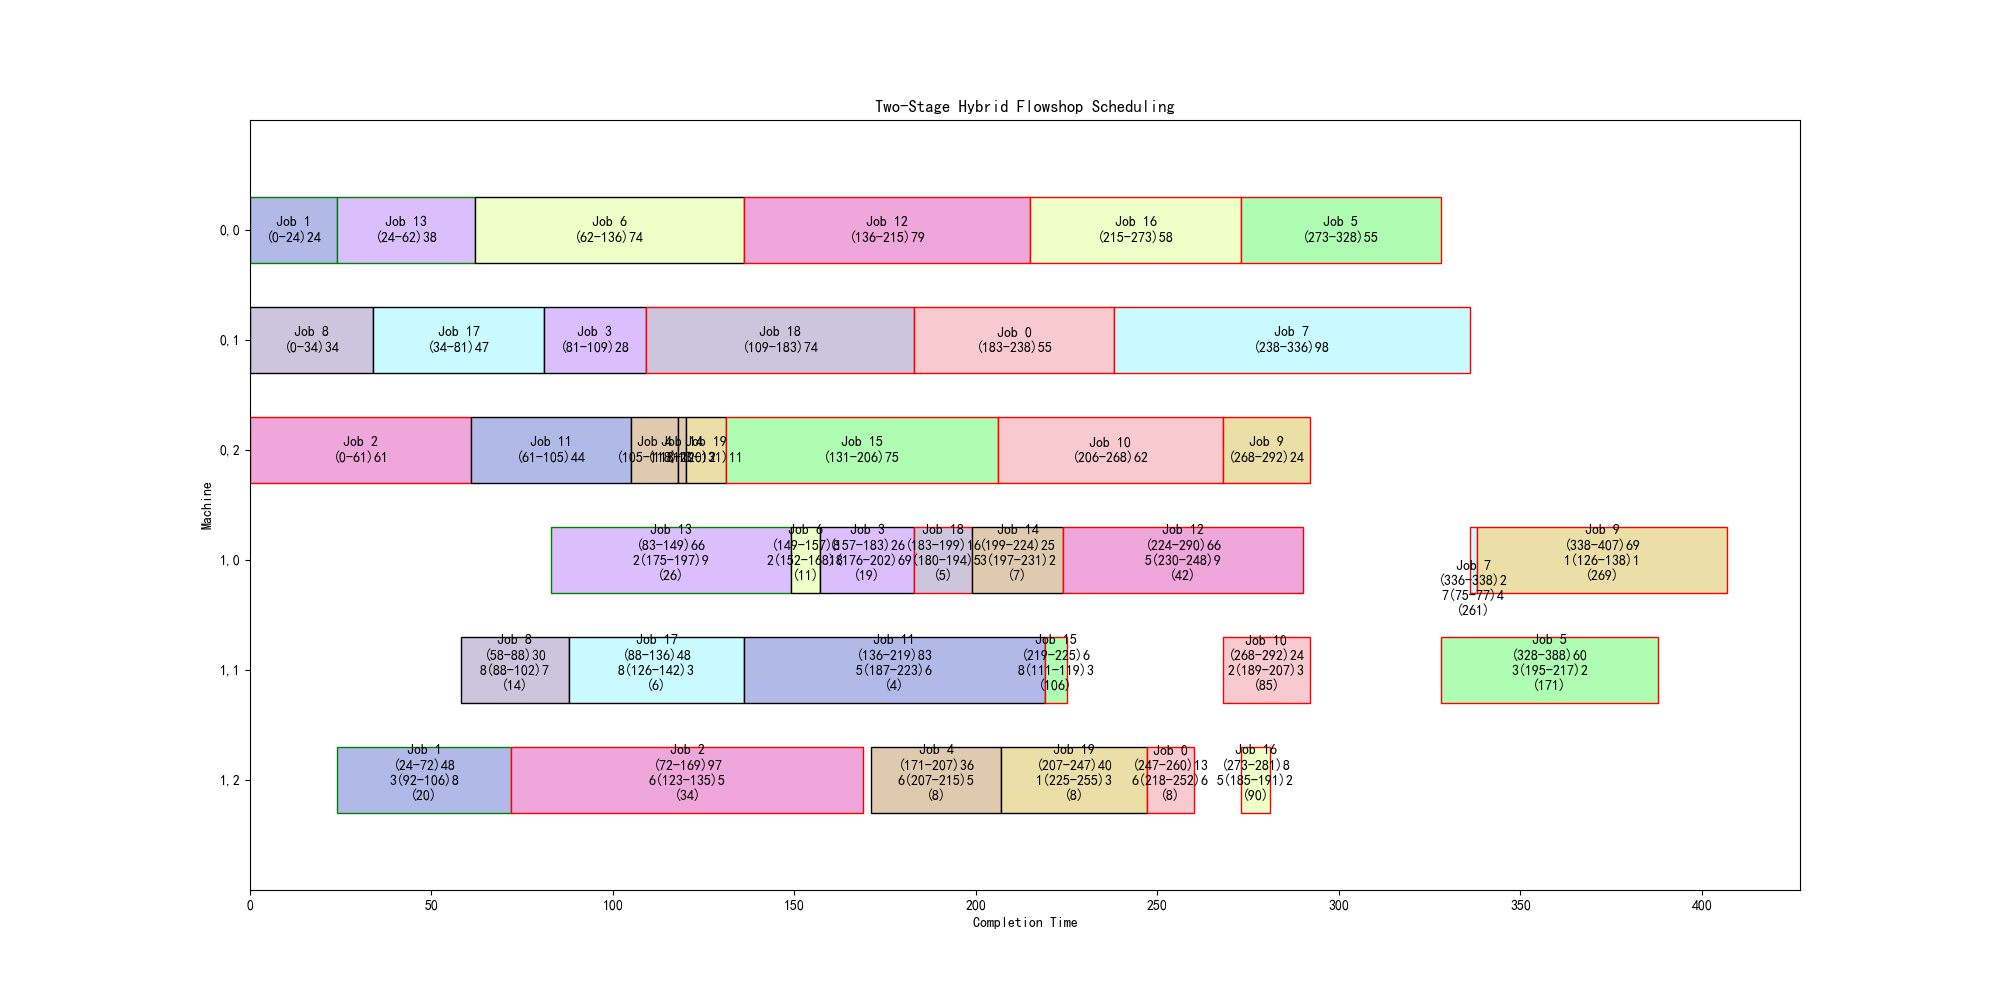 Two-Stage Hybrid Flowshop Scheduling
0,0
Job 1
(0-24)24
Job 13
(24-62)38
Job 6
(62-136)74
Job 12
(136-215)79
Job 16
(215-273)58
Job 5
(273-328)55
0,1
Job 8
(0-34)34
Job 17
(34-81)47
Job 3
(81-109)28
Job 18
(109-183)74
Job 0
(183-238)55
Job 7
(238-336)98
0,2
Job 2
(0-61)61
Job 11
(61-105)44
Job 4
Job 14
Job 19
Job 15
(131-206)75
Job 10
(206-268)62
Job 9
(268-292)24
1,0
Job 13
(83-149)66
2(175-197)9
(26)
Job 6
(149-157)8
(11)
Job 3
(157-183)26
(19)
Job 18
(183-199)16
(180-194)5
(5)
Job 14
(199-224)25
3(197-231)2
(7)
Job 12
(224-290)66
5(230-248)9
(42)
Job 7
(336-338)2
7(75-77)4
(261)
Job 9
(338-407)69
1(126-138)1
(269)
1,1
Job 8
(58-88)30
8(88-102)7
(14)
Job 17
(88-136)48
8(126-142)3
(6)
Job 11
(136-219)83
5(187-223)6
(4)
Job 15
(219-225)6
8(111-119)3
(106)
Job 10
(268-292)24
2(189-207)3
(85)
Job 5
(328-388)60
3(195-217)2
(171)
1,2
Job 1
(24-72)48
3(92-106)8
(20)
Job 2
(72-169)97
6(123-135)5
(34)
Job 4
(171-207)36
6(207-215)5
(8)
Job 19
(207-247)40
1(225-255)3
(8)
Job 0
(247-260)13
6(218-252)6
(8)
Job 16
(273-281)8
5(185-191)2
(90)
Machine
0
50
100
150
200
250
300
350
400
Completion Time